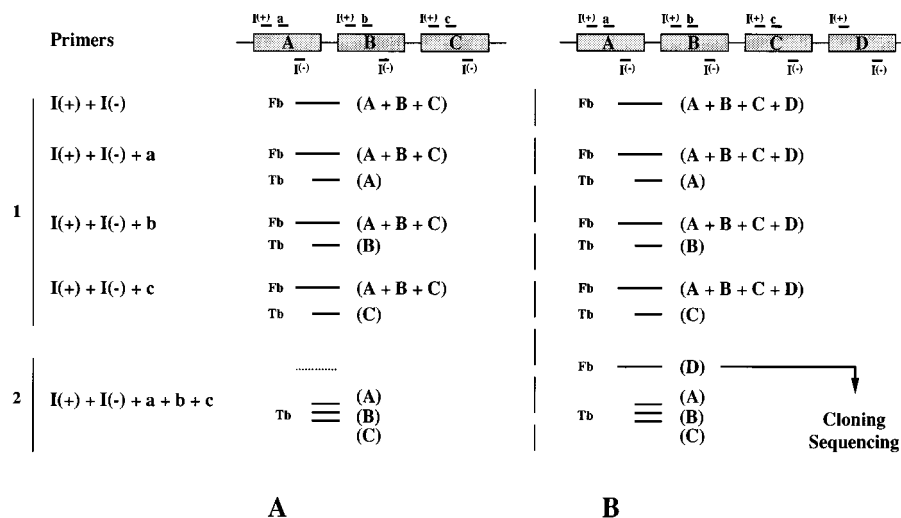 I(+) a I(+) b I(+) c I(+) a I(+) b I(+) c I(+)
Primers A B C A B C D
I(-) I(-) I(-) I(-) I(-) I(-) I(-)
I(+) + I(-) Fb (A + B + C) Fb (A + B + C + D)
I(+) + I(-) + a Fb (A + B + C) Fb (A + B + C + D)
Tb (A) Tb (A)
1
I(+) + I(-) + b Fb (A + B + C) Fb (A + B + C + D)
Tb (B) Tb (B)
I(+) + I(-) + c Fb (A + B + C) Fb (A + B + C + D)
Tb (C) Tb (C)
Fb (D)
2 I(+) + I(-) + a + b + c (A) (A)
Tb (B) Tb (B)
(C) (C)
Cloning
Sequencing
A B